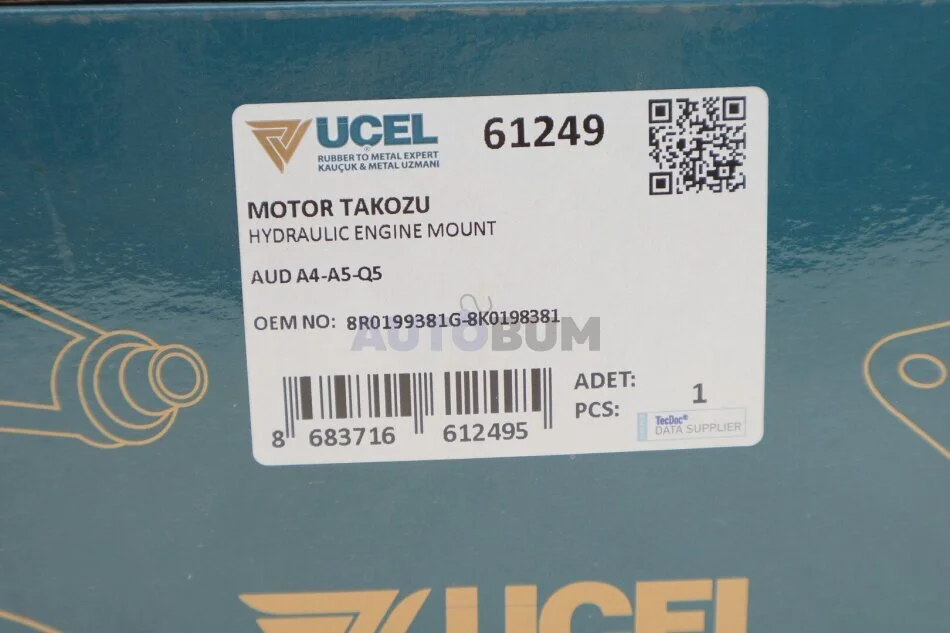 UÇEL
®
RUBBER TO METAL EXPERT
KAUÇUK & METAL UZMANI
61249
MOTOR TAKOZU
HYDRAULIC ENGINE MOUNT
AUD A4-A5-Q5
OEM NO: 8R0199381G-8K0198381
AUTOBUM
8 683716 612495
ADET:
PCS:
1
TecDoc®
DATA SUPPLIER
UCEL